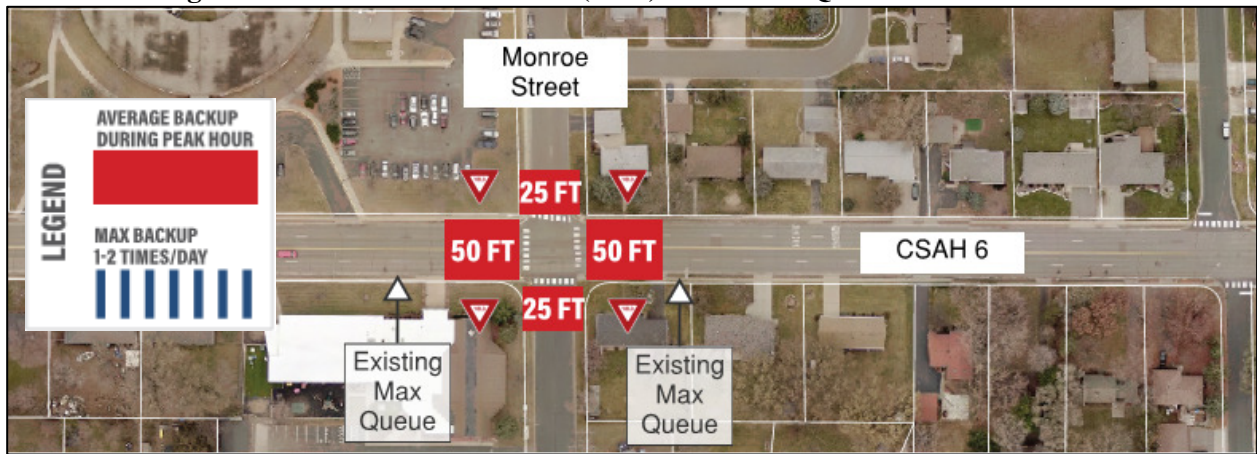 Monroe
Street
LEGEND
AVERAGE BACKUP
DURING PEAK HOUR
MAX BACKUP
1-2 TIMES/DAY
25 FT
50 FT
50 FT
CSAH 6
25 FT
Existing
Max
Queue
Existing
Max
Queue